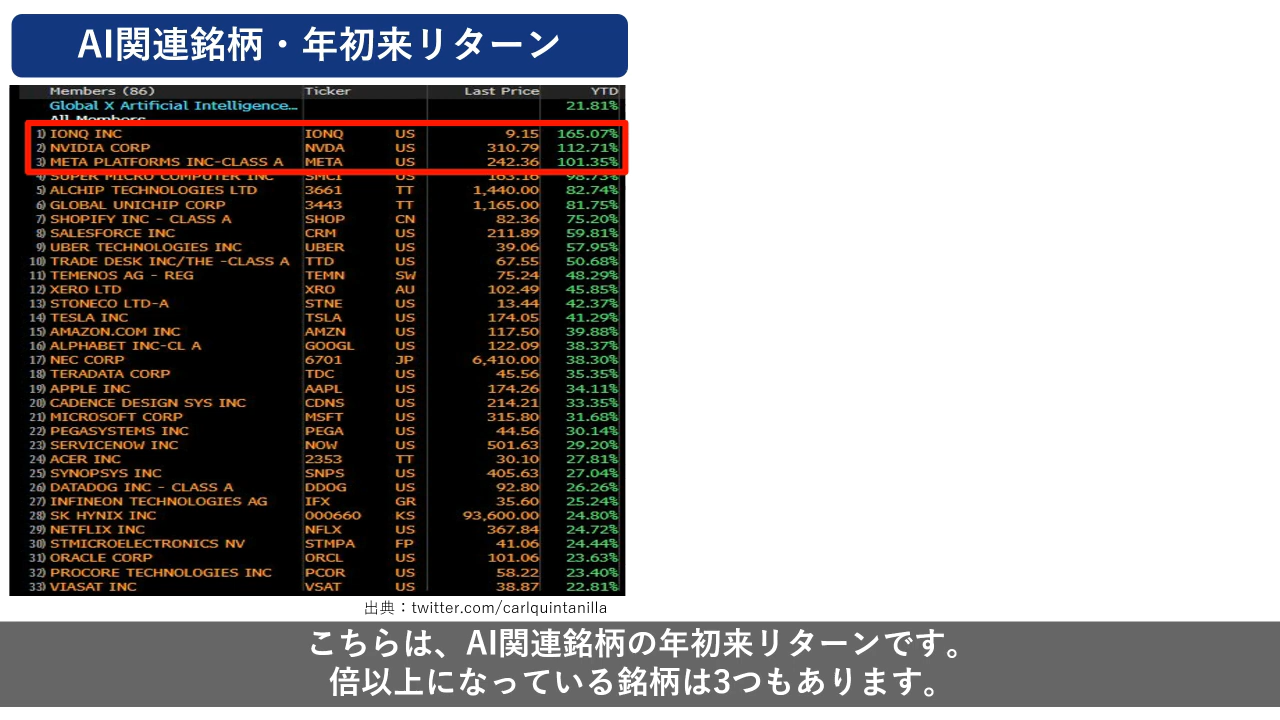 AI関連銘柄・年初来リターン
Members (86) Ticker Last Price YTD
Global X Artificial Intelligence... 21.81%
All Members
1) IONQ INC IONQ US 9.15 165.07%
2) NVIDIA CORP NVDA US 310.79 112.71%
3) META PLATFORMS INC-CLASS A META US 242.36 101.35%
4) SUPER MICRO COMPUTER INC SMCI US 163.16 98.73%
5) ALCHIP TECHNOLOGIES LTD 3661 TT 1,440.00 82.74%
6) GLOBAL UNICHIP CORP 3443 TT 1,165.00 81.75%
7) SHOPIFY INC - CLASS A SHOP CN 82.36 75.20%
8) SALESFORCE INC CRM US 211.89 59.81%
9) UBER TECHNOLOGIES INC UBER US 39.06 57.95%
10) TRADE DESK INC/THE -CLASS A TTD US 67.55 50.68%
11) TEMENOS AG - REG TEMN SW 75.24 48.29%
12) XERO LTD XRO AU 102.49 45.85%
13) STONECO LTD-A STNE US 13.44 42.37%
14) TESLA INC TSLA US 174.05 41.29%
15) AMAZON.COM INC AMZN US 117.50 39.88%
16) ALPHABET INC-CL A GOOGL US 122.09 38.37%
17) NEC CORP 6701 JP 6,410.00 38.30%
18) TERADATA CORP TDC US 45.56 35.35%
19) APPLE INC AAPL US 174.26 34.11%
20) CADENCE DESIGN SYS INC CDNS US 214.21 33.35%
21) MICROSOFT CORP MSFT US 315.80 31.68%
22) PEGASYSTEMS INC PEGA US 44.56 30.14%
23) SERVICENOW INC NOW US 501.63 29.20%
24) ACER INC 2353 TT 30.10 27.81%
25) SYNOPSYS INC SNPS US 405.63 27.04%
26) DATADOG INC - CLASS A DDOG US 92.80 26.26%
27) INFINEON TECHNOLOGIES AG IFX GR 35.60 25.24%
28) SK HYNIX INC 000660 KS 93,600.00 24.80%
29) NETFLIX INC NFLX US 367.84 24.72%
30) STMICROELECTRONICS NV STMPA FP 41.06 24.44%
31) ORACLE CORP ORCL US 101.06 23.63%
32) PROCORE TECHNOLOGIES INC PCOR US 58.22 23.40%
33) VIASAT INC VSAT US 38.87 22.81%
出典：twitter.com/carlquintanilla
こちらは、AI関連銘柄の年初来リターンです。
倍以上になっている銘柄は3つもあります。